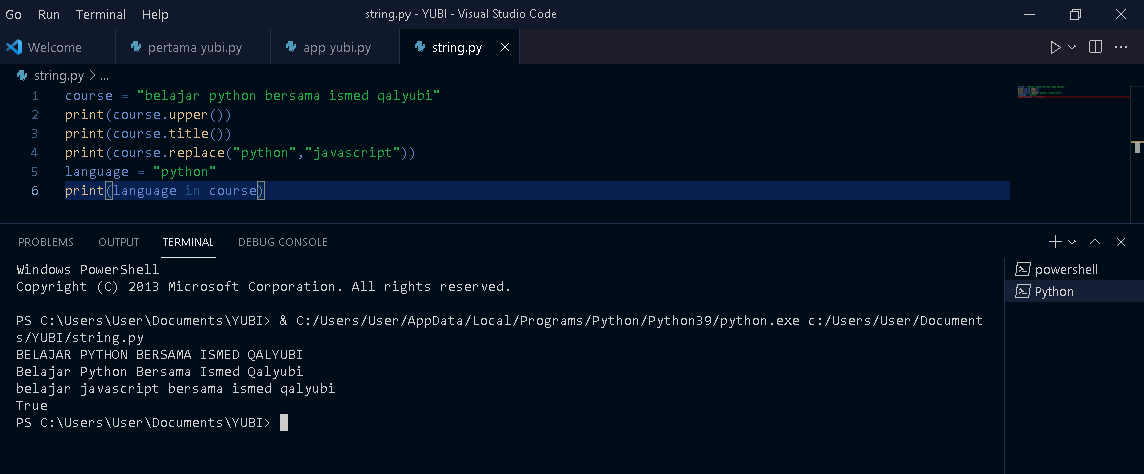 Go Run Terminal Help string.py - YUBI - Visual Studio Code
Welcome pertama yubi.py app yubi.py string.py
string.py > ...
1 course = "belajar python bersama ismed qalyubi"
2 print(course.upper())
3 print(course.title())
4 print(course.replace("python","javascript"))
5 language = "python"
6 print(language in course)
PROBLEMS OUTPUT TERMINAL DEBUG CONSOLE
Windows PowerShell
Copyright (C) 2013 Microsoft Corporation. All rights reserved.
PS C:\Users\User\Documents\YUBI> & C:/Users/User/AppData/Local/Programs/Python/Python39/python.exe c:/Users/User/Document
s/YUBI/string.py
BELAJAR PYTHON BERSAMA ISMED QALYUBI
Belajar Python Bersama Ismed Qalyubi
belajar javascript bersama ismed qalyubi
True
PS C:\Users\User\Documents\YUBI>
powershell
Python